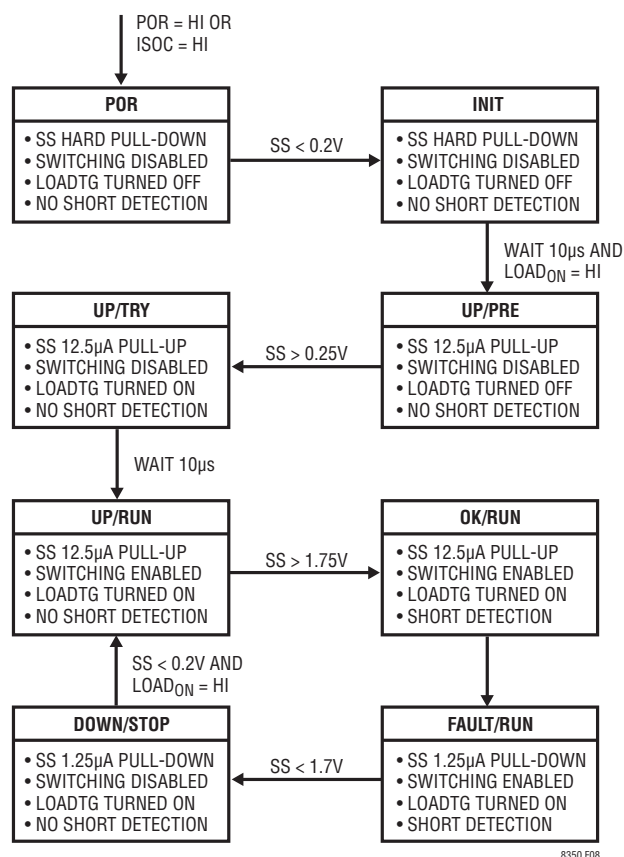 POR = HI OR
ISOC = HI
POR
• SS HARD PULL-DOWN
• SWITCHING DISABLED
• LOADTG TURNED OFF
• NO SHORT DETECTION
SS < 0.2V
INIT
• SS HARD PULL-DOWN
• SWITCHING DISABLED
• LOADTG TURNED OFF
• NO SHORT DETECTION
WAIT 10µs AND
LOADON = HI
UP/PRE
• SS 12.5µA PULL-UP
• SWITCHING DISABLED
• LOADTG TURNED OFF
• NO SHORT DETECTION
SS > 0.25V
UP/TRY
• SS 12.5µA PULL-UP
• SWITCHING DISABLED
• LOADTG TURNED ON
• NO SHORT DETECTION
WAIT 10µs
UP/RUN
• SS 12.5µA PULL-UP
• SWITCHING ENABLED
• LOADTG TURNED ON
• NO SHORT DETECTION
SS > 1.75V
OK/RUN
• SS 12.5µA PULL-UP
• SWITCHING ENABLED
• LOADTG TURNED ON
• SHORT DETECTION
FAULT/RUN
• SS 1.25µA PULL-DOWN
• SWITCHING ENABLED
• LOADTG TURNED ON
• SHORT DETECTION
SS < 1.7V
DOWN/STOP
• SS 1.25µA PULL-DOWN
• SWITCHING DISABLED
• LOADTG TURNED ON
• NO SHORT DETECTION
SS < 0.2V AND
LOADON = HI
8350 F08